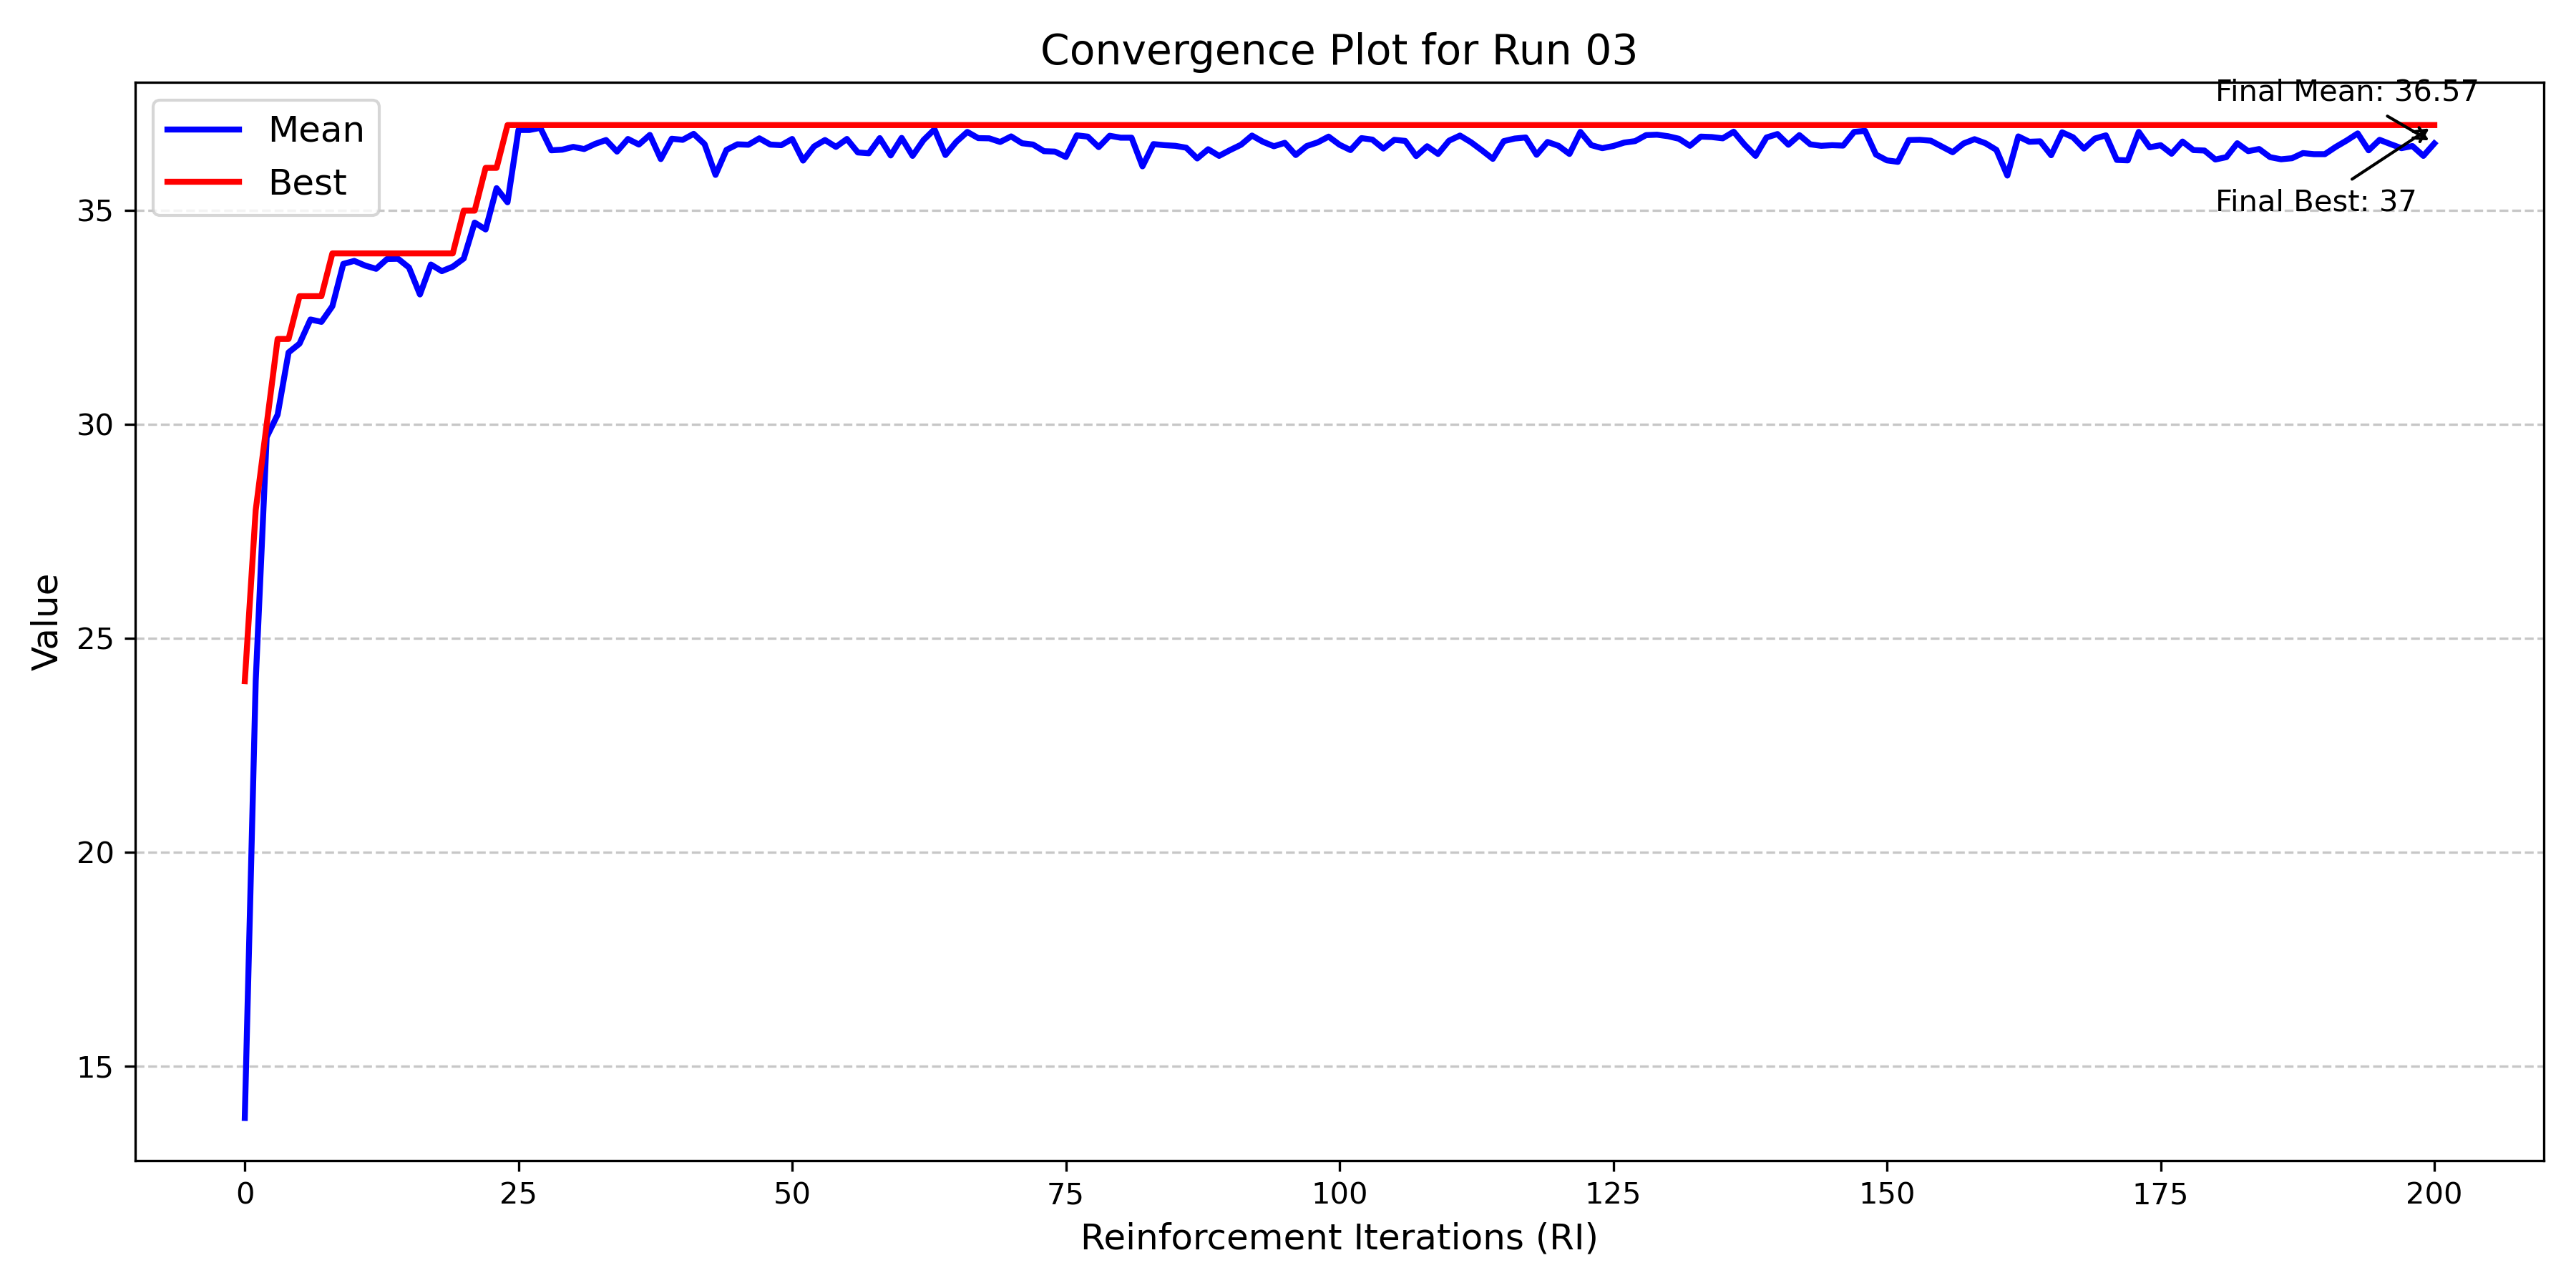 Convergence Plot for Run 03
Final Mean: 36.57
Mean
Best
Final Best: 37
35
30
25
20
15
Value
0 25 50 75 100 125 150 175 200
Reinforcement Iterations (RI)